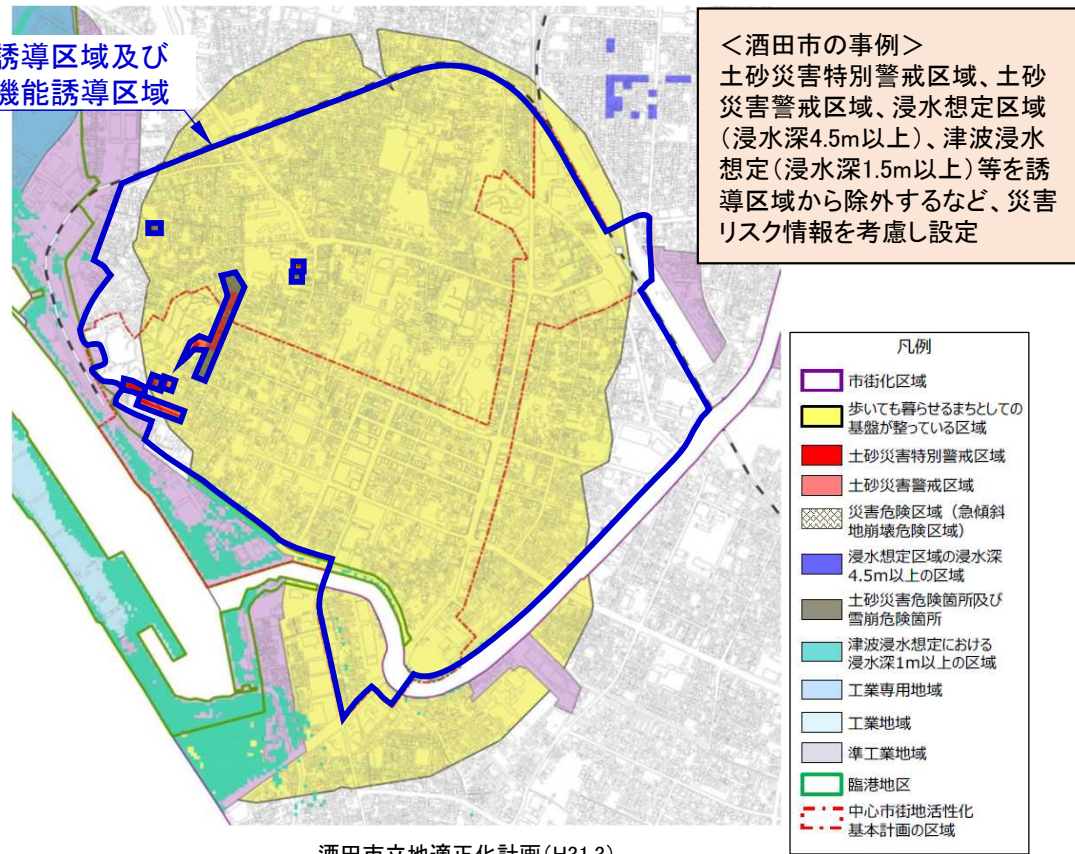 誘導区域及び
機能誘導区域
＜酒田市の事例＞
土砂災害特別警戒区域、土砂
災害警戒区域、浸水想定区域
（浸水深4.5m以上）、津波浸水
想定（浸水深1.5m以上）等を誘
導区域から除外するなど、災害
リスク情報を考慮し設定
凡例
市街化区域
歩いても暮らせるまちとしての
基盤が整っている区域
土砂災害特別警戒区域
土砂災害警戒区域
災害危険区域（急傾斜
地崩壊危険区域）
浸水想定区域の浸水深
4.5m以上の区域
土砂災害危険箇所及び
雪崩危険箇所
津波浸水想定における
浸水深1m以上の区域
工業専用地域
工業地域
準工業地域
臨港地区
中心市街地活性化
基本計画の区域
酒田市立地適正化計画(H31.3)